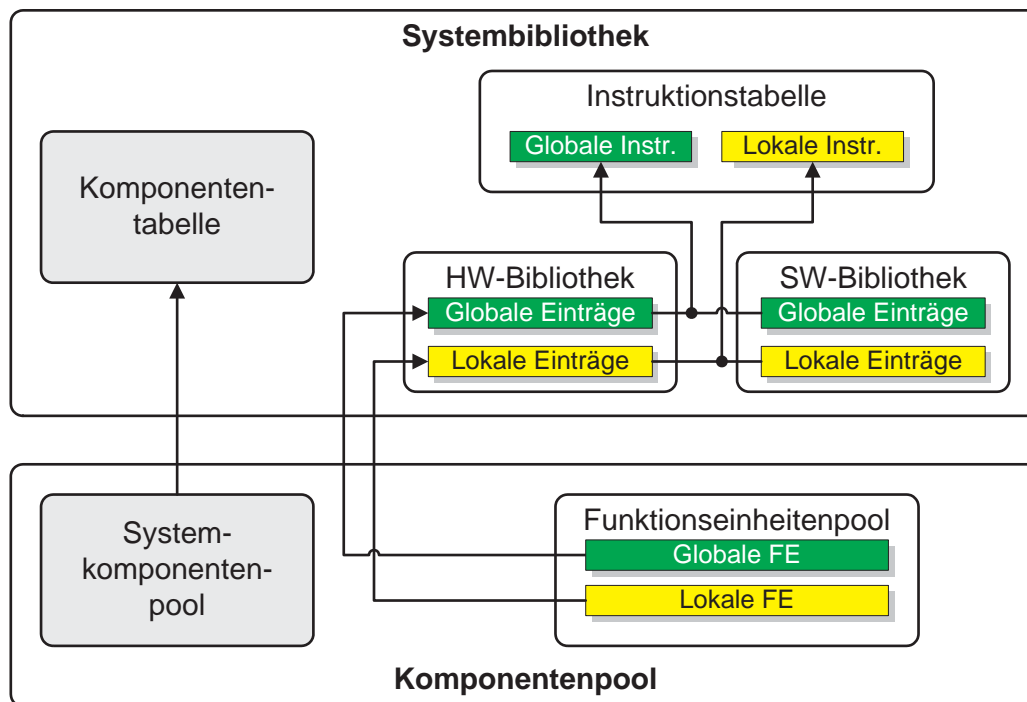 Systembibliothek
Instruktionstabelle
Globale Instr.
Lokale Instr.
Komponenten-
tabelle
HW-Bibliothek
Globale Einträge
Lokale Einträge
SW-Bibliothek
Globale Einträge
Lokale Einträge
System-
komponenten-
pool
Funktionseinheitenpool
Globale FE
Lokale FE
Komponentenpool